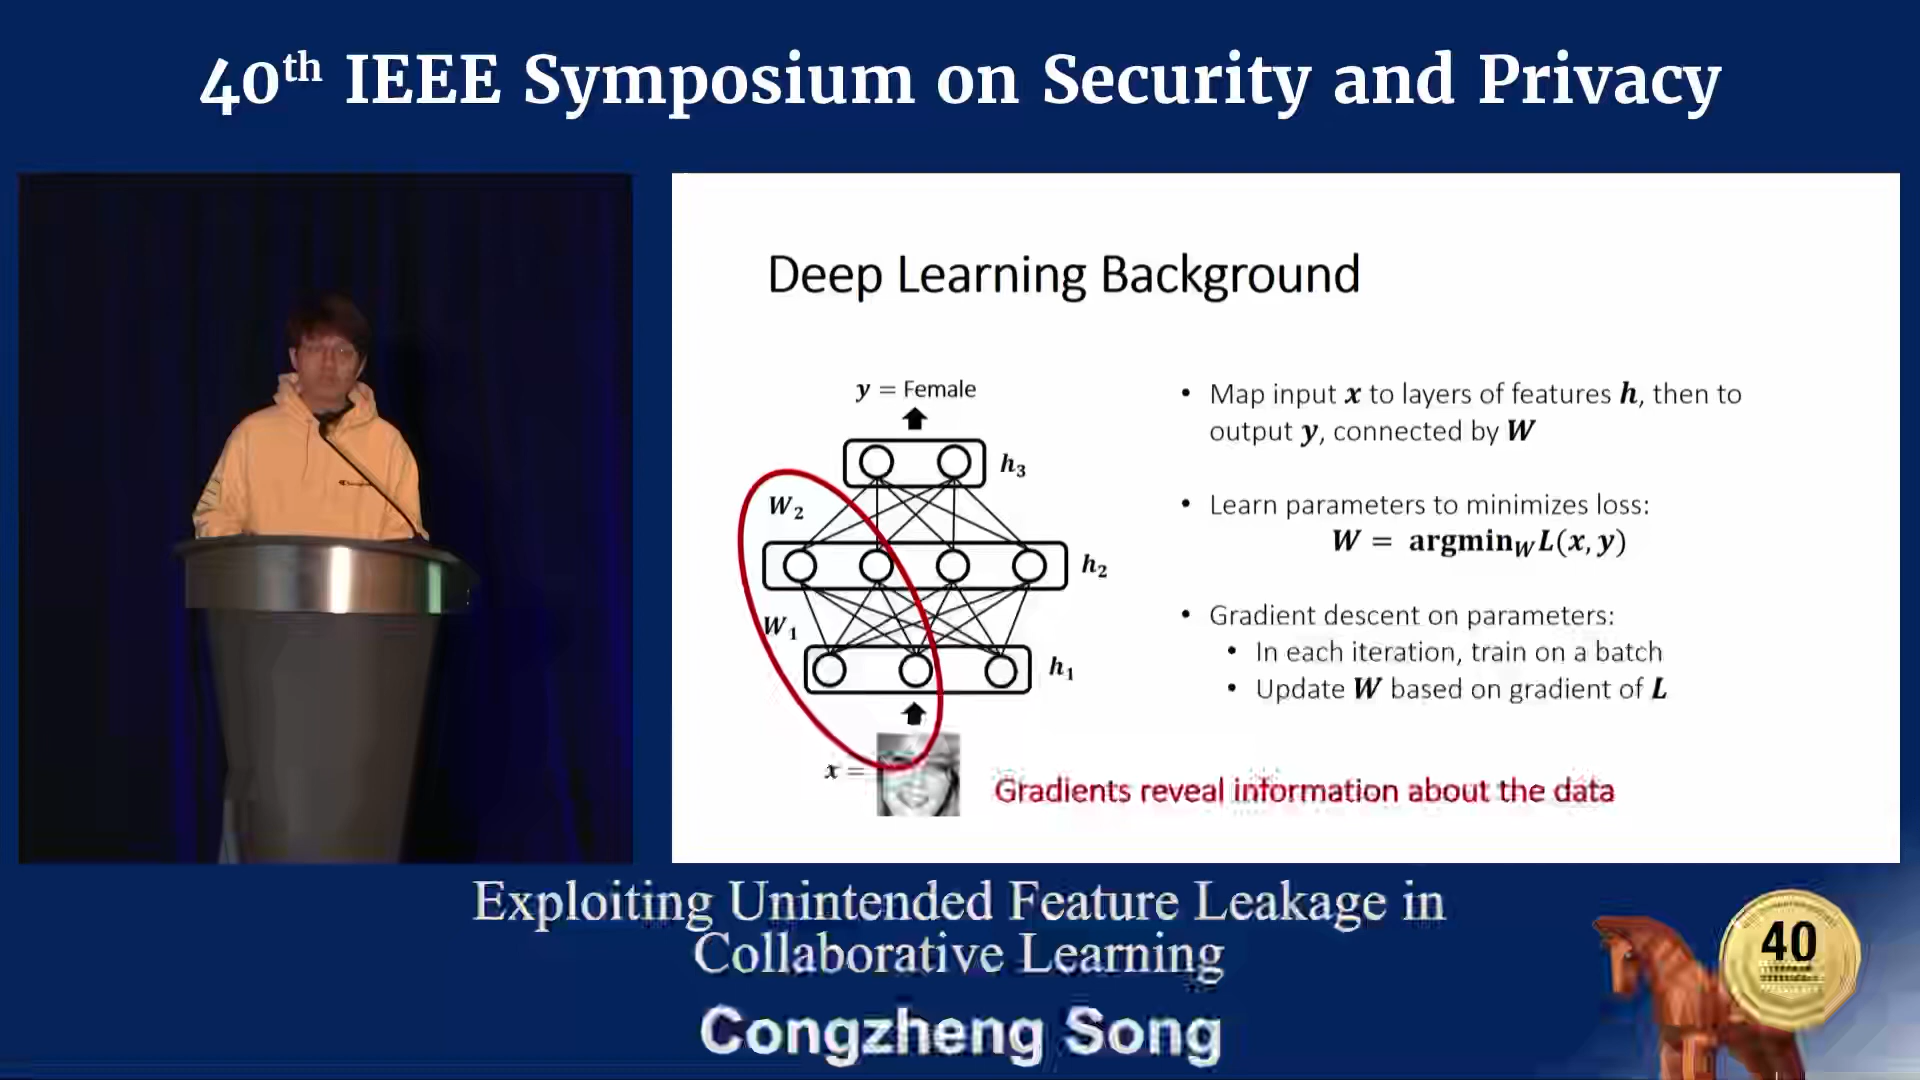 40th IEEE Symposium on Security and Privacy
Deep Learning Background
y = Female
h3
W2
h2
W1
h1
x =
• Map input x to layers of features h, then to
output y, connected by W
• Learn parameters to minimizes loss:
W = argminW L(x, y)
• Gradient descent on parameters:
• In each iteration, train on a batch
• Update W based on gradient of L
Gradients reveal information about the data
Exploiting Unintended Feature Leakage in
Collaborative Learning
Congzheng Song
40